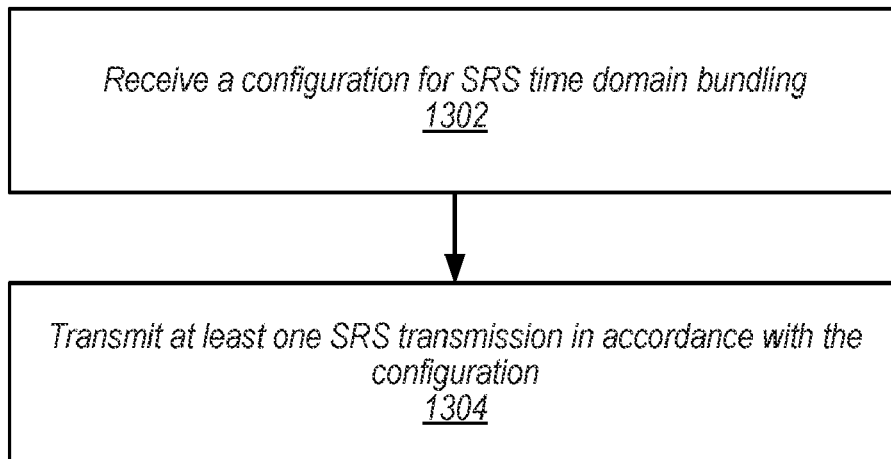 Receive a configuration for SRS time domain bundling
1302
Transmit at least one SRS transmission in accordance with the
configuration
1304